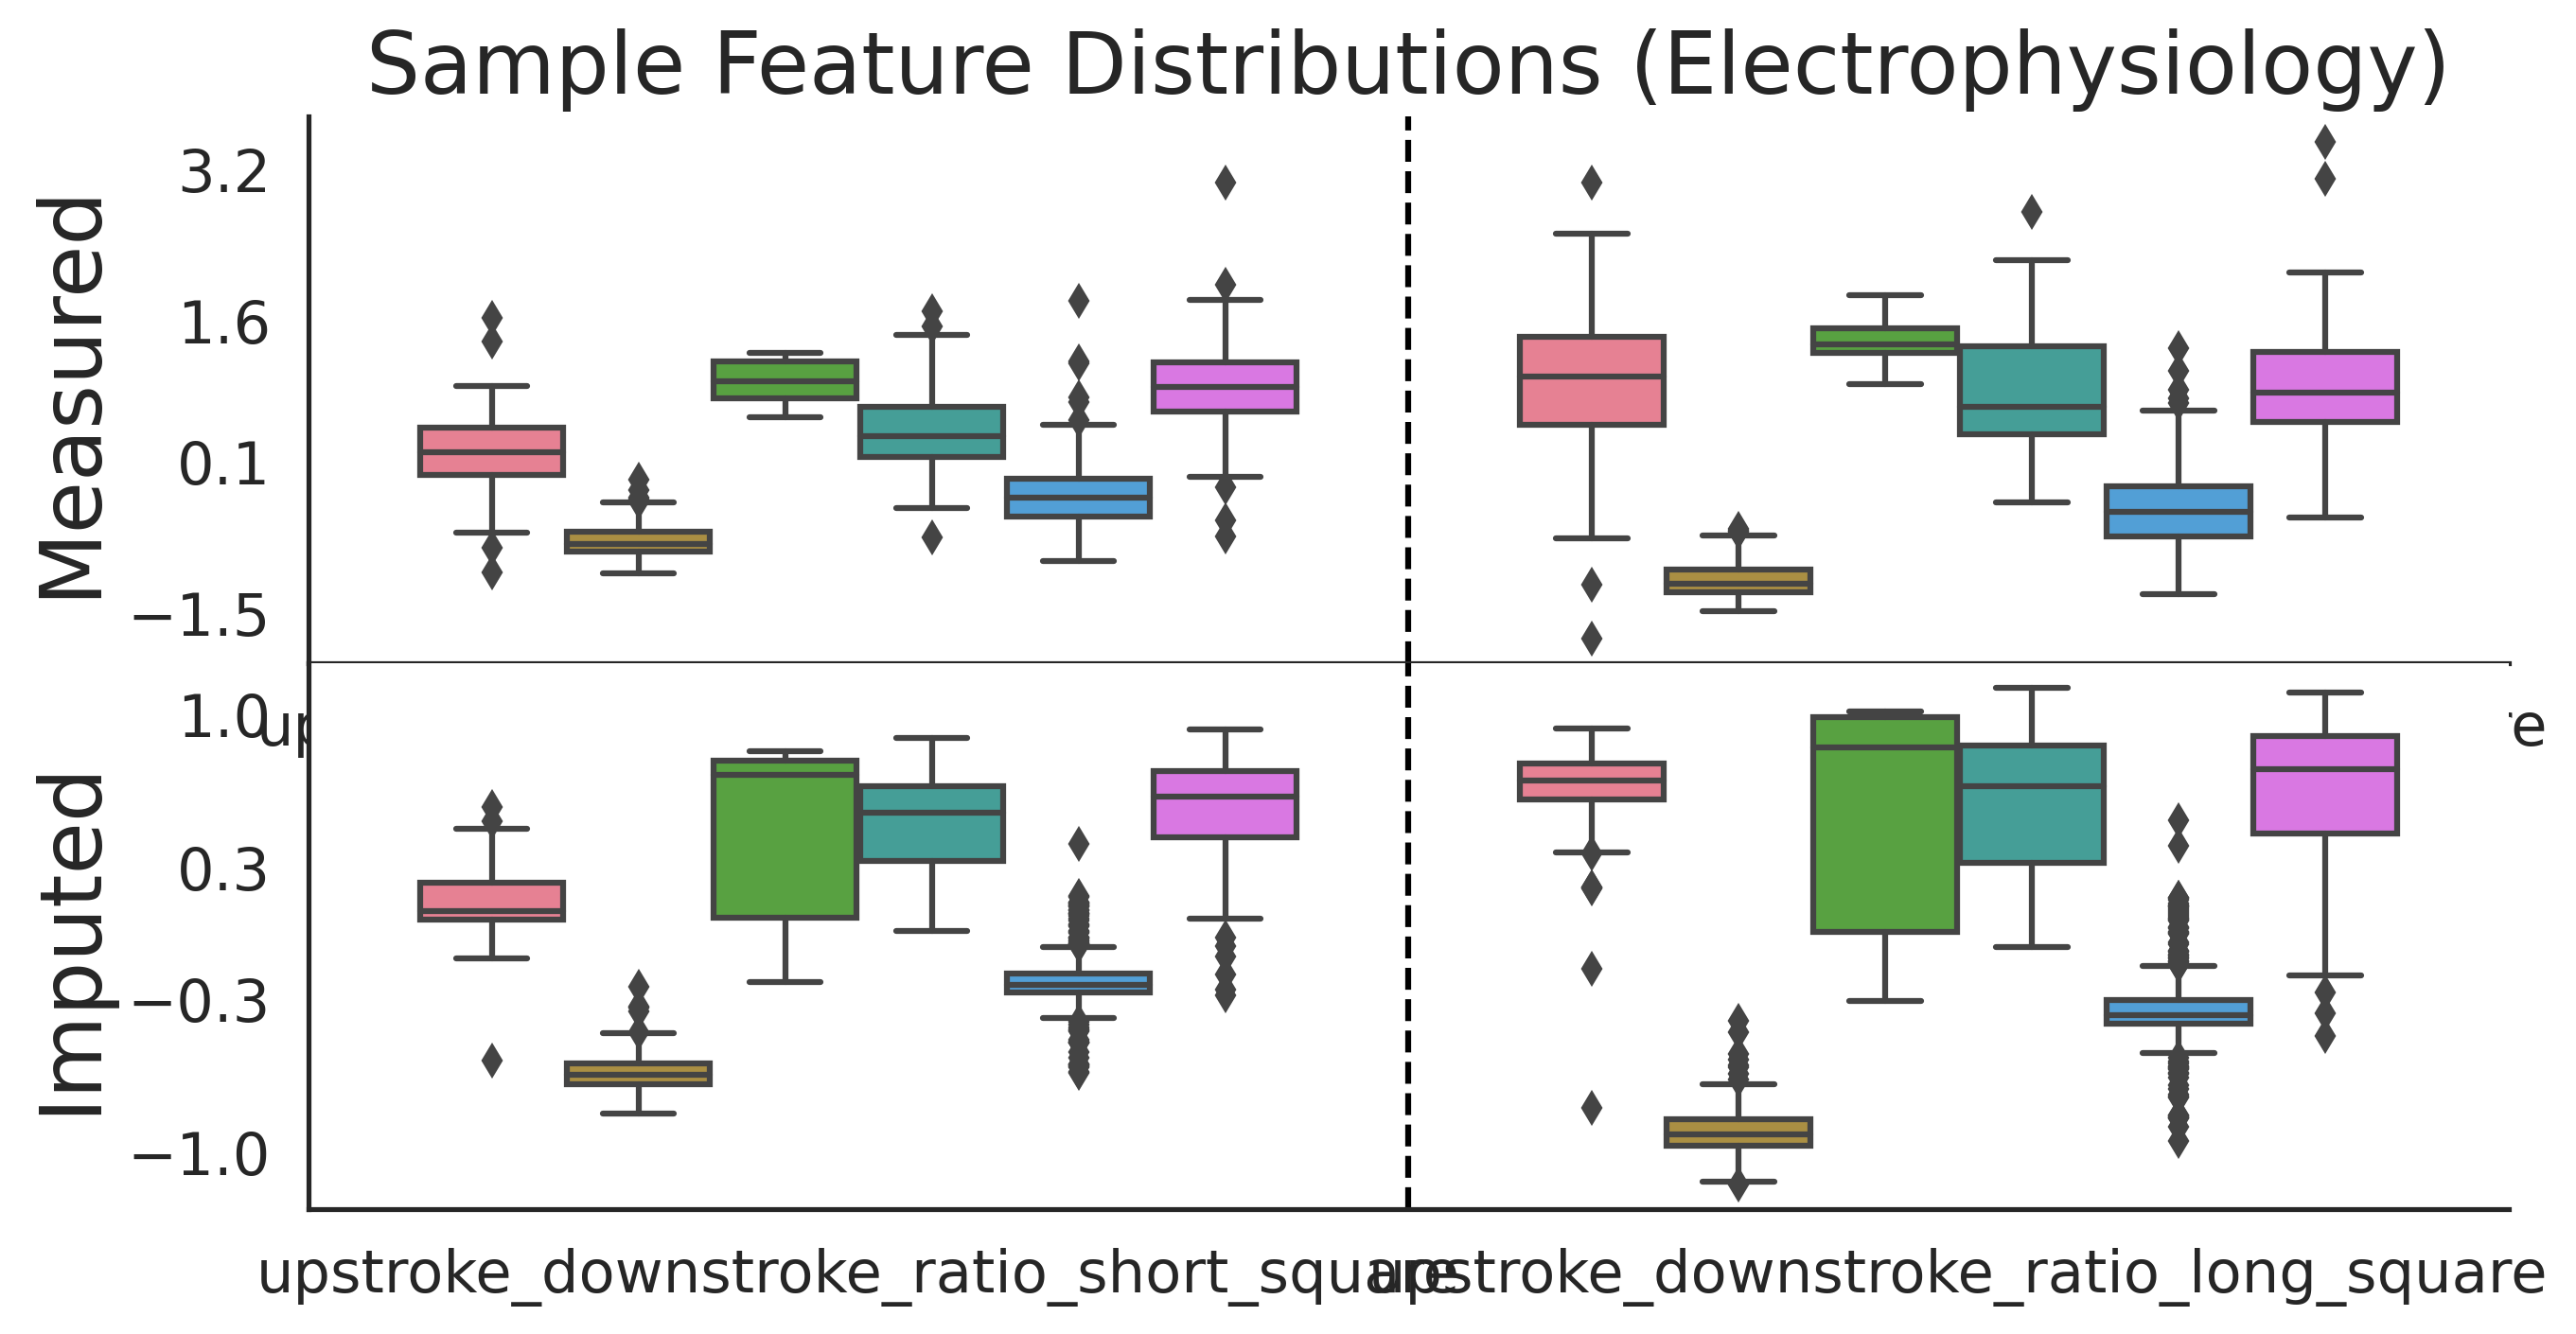 Sample Feature Distributions (Electrophysiology)
Measured
3.2
1.6
0.1
−1.5
Imputed
1.0
0.3
−0.3
−1.0
upstroke_downstroke_ratio_short_square
upstroke_downstroke_ratio_long_square